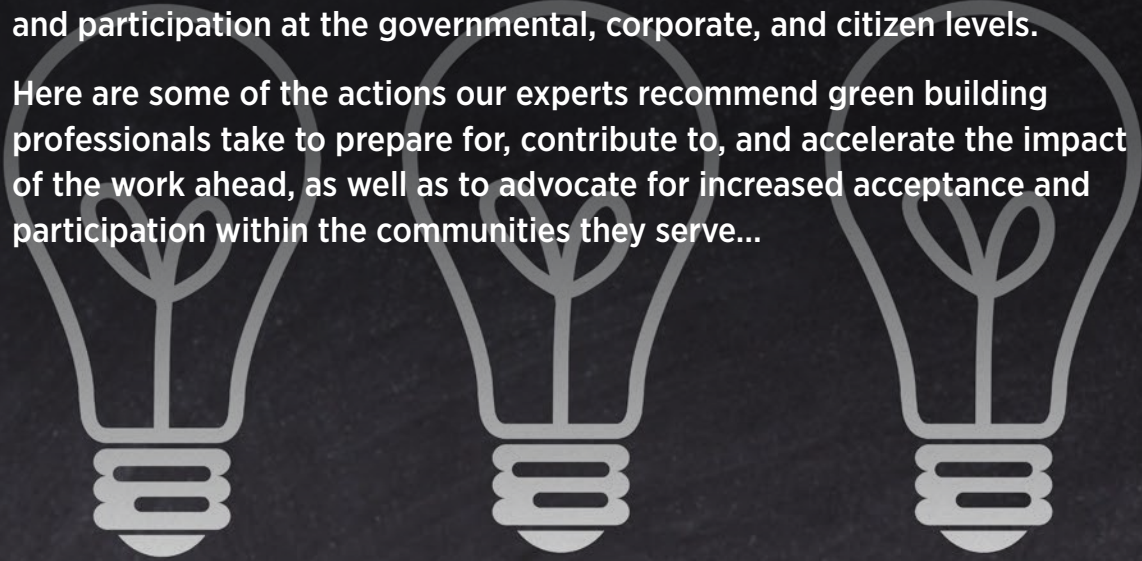 and participation at the governmental, corporate, and citizen levels.
Here are some of the actions our experts recommend green building
professionals take to prepare for, contribute to, and accelerate the impact
of the work ahead, as well as to advocate for increased acceptance and
participation within the communities they serve...